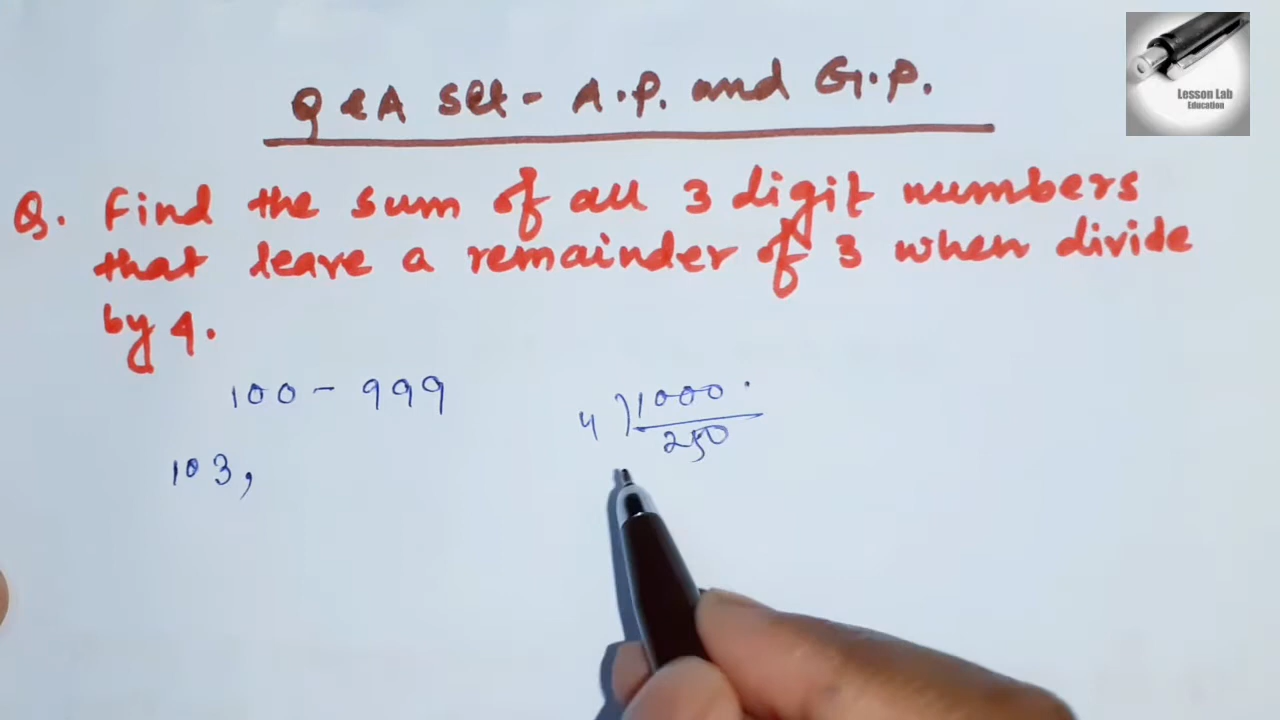 Lesson Lab
Education
Q & A Set - A.P. and G.P.
Q. Find the sum of all 3 digit numbers
that leave a remainder of 3 when divide
by 4.
100 - 999
4 ) 1000 .
250
103,